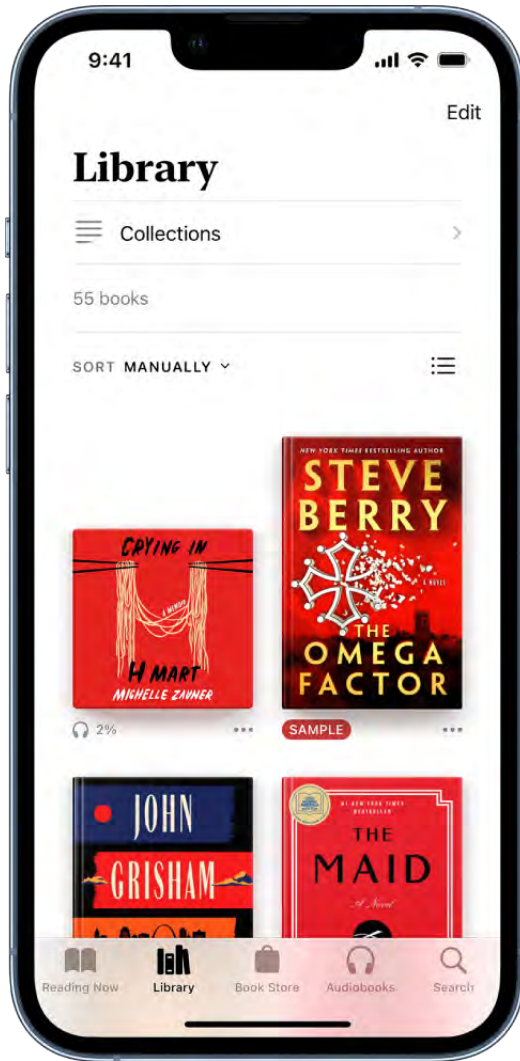 9:41
Edit
Library
Collections
55 books
SORT MANUALLY
CRYING IN
A MEMOIR
H MART
MICHELLE ZAUNER
2%
NEW YORK TIMES BESTSELLING AUTHOR
STEVE
BERRY
A NOVEL
THE
OMEGA
FACTOR
SAMPLE
JOHN
GRISHAM
#1 NEW YORK TIMES
BESTSELLER
THE
MAID
A Novel
Reading Now
Library
Book Store
Audiobooks
Search